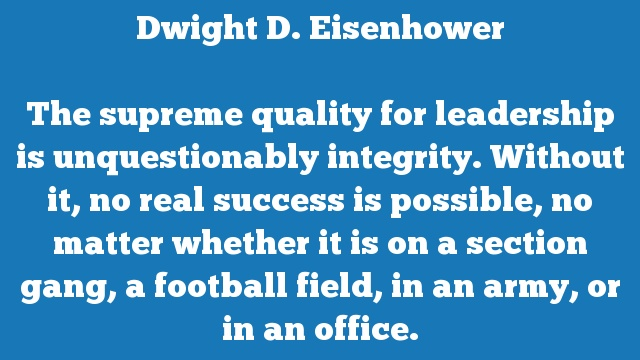 Dwight D. Eisenhower
The supreme quality for leadership
is unquestionably integrity. Without
it, no real success is possible, no
matter whether it is on a section
gang, a football field, in an army, or
in an office.